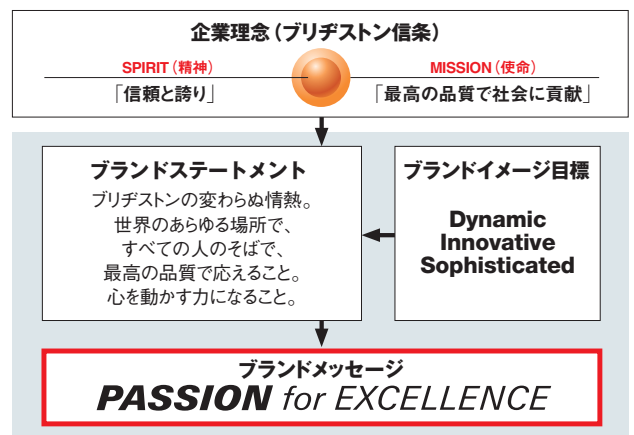 企業理念（ブリヂストン信条）
SPIRIT（精神）
「信頼と誇り」
MISSION（使命）
「最高の品質で社会に貢献」
ブランドステートメント
ブリヂストンの変わらぬ情熱。
世界のあらゆる場所で、
すべての人のそばで、
最高の品質で応えること。
心を動かす力になること。
ブランドイメージ目標
Dynamic
Innovative
Sophisticated
ブランドメッセージ
PASSION for EXCELLENCE